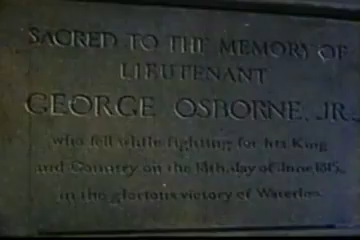 SACRED TO THE MEMORY OF
LIEUTENANT
GEORGE OSBORNE, JR.
who fell while fighting for his King
and Country on the 18th, day of June 1815,
in the glorious victory of Waterloo.